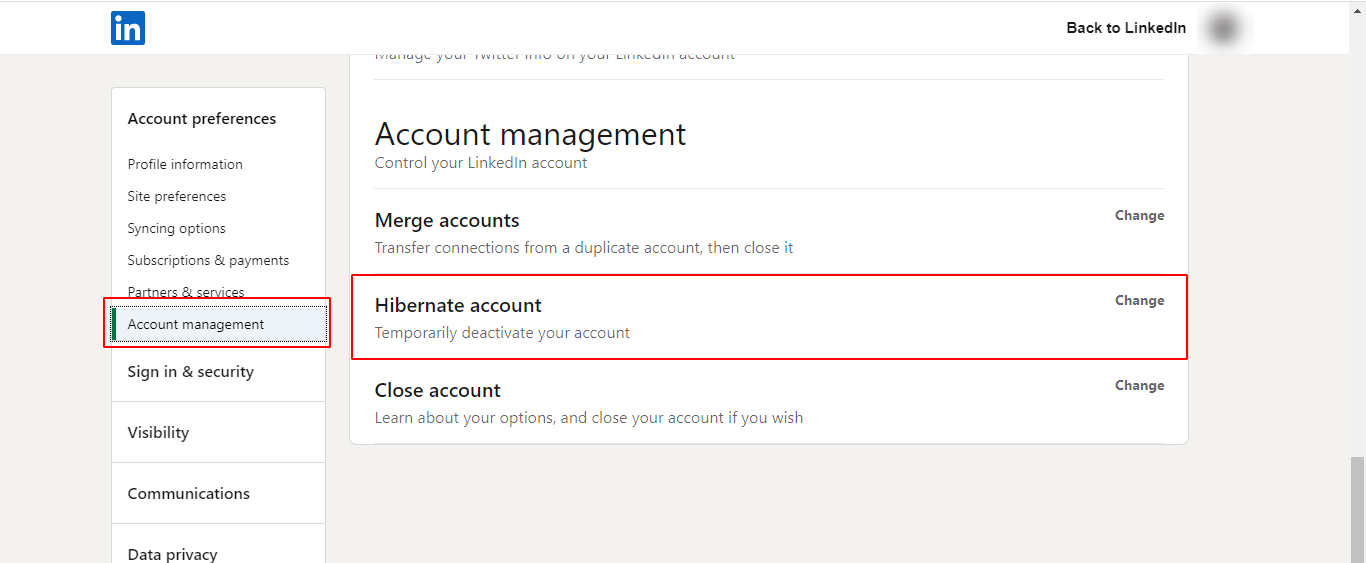 in
Back to LinkedIn
Manage your Twitter info on your LinkedIn account
Account preferences
Profile information
Site preferences
Syncing options
Subscriptions & payments
Partners & services
Account management
Sign in & security
Visibility
Communications
Data privacy
Account management
Control your LinkedIn account
Merge accounts
Change
Transfer connections from a duplicate account, then close it
Hibernate account
Change
Temporarily deactivate your account
Close account
Change
Learn about your options, and close your account if you wish